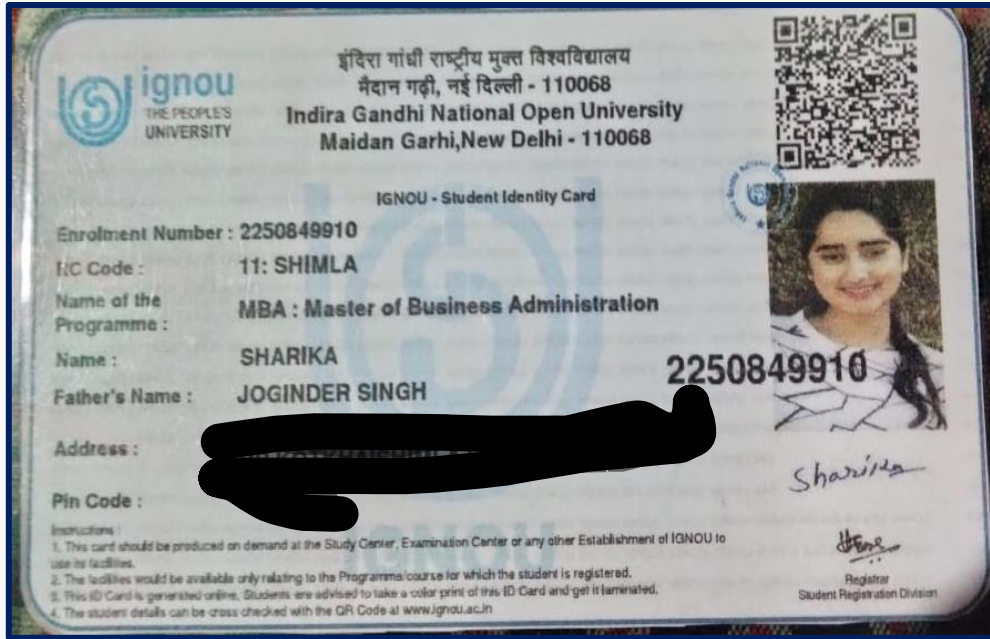 ignou
THE PEOPLE'S
UNIVERSITY
इंदिरा गांधी राष्ट्रीय मुक्त विश्वविद्यालय
मैदान गढ़ी, नई दिल्ली - 110068
Indira Gandhi National Open University
Maidan Garhi,New Delhi - 110068
IGNOU - Student Identity Card
Enrolment Number : 2250849910
RC Code : 11: SHIMLA
Name of the
Programme : MBA : Master of Business Administration
Name : SHARIKA
2250849910
Father's Name : JOGINDER SINGH
Address :
Pin Code :
Sharika
IGNOU
Instructions :
1. This card should be produced on demand at the Study Center, Examination Center or any other Establishment of IGNOU to
use its facilities.
2. The facilities would be available only relating to the Programme/course for which the student is registered.
3. This ID Card is generated online. Students are advised to take a color print of this ID Card and get it laminated.
4. The student details can be cross checked with the QR Code at www.ignou.ac.in
Registrar
Student Registration Division